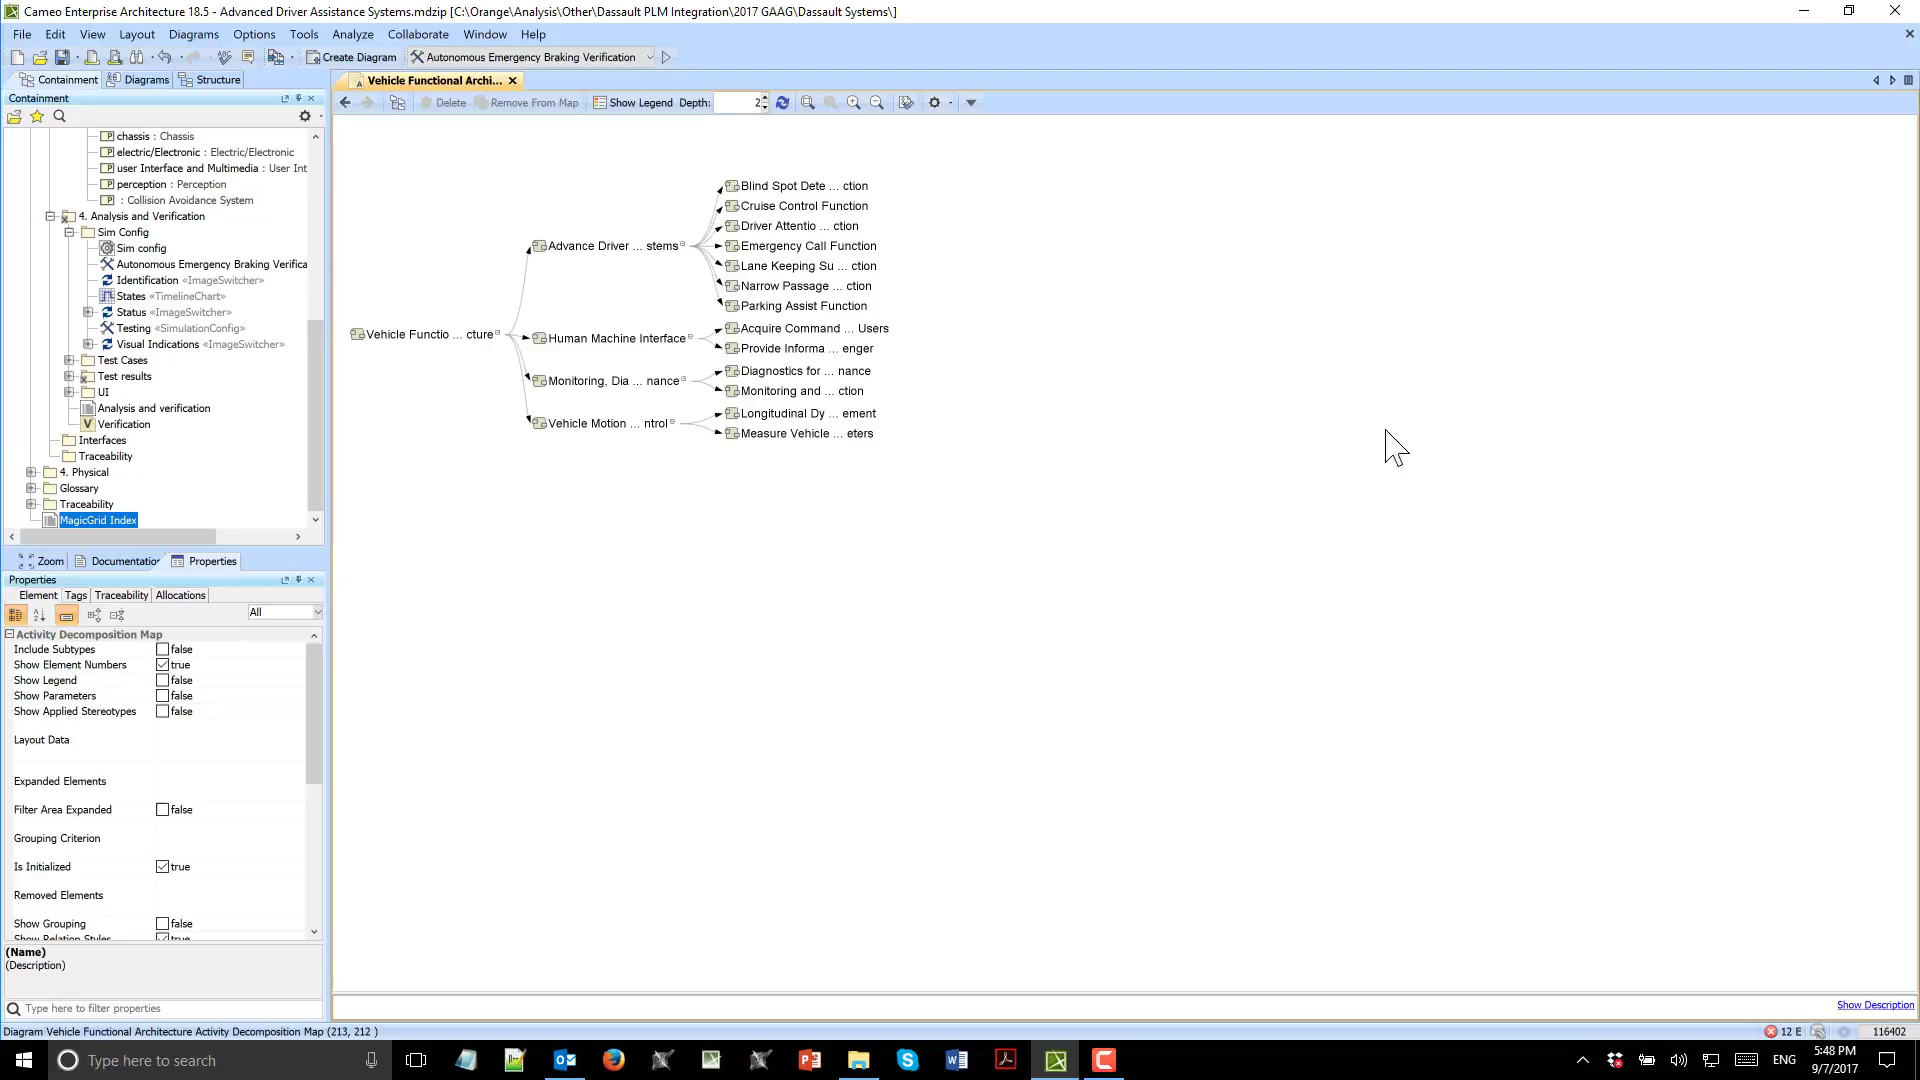 Cameo Enterprise Architecture 18.5 - Advanced Driver Assistance Systems.mdzip [C:\Orange\Analysis\Other\Dassault PLM Integration\2017 GAAG\Dassault Systems\]
File Edit View Layout Diagrams Options Tools Analyze Collaborate Window Help
Create Diagram Autonomous Emergency Braking Verification
Containment Diagrams Structure
Vehicle Functional Archi...
Containment
Delete Remove From Map Show Legend Depth: 2
chassis : Chassis
electric/Electronic : Electric/Electronic
user Interface and Multimedia : User Int
perception : Perception
: Collision Avoidance System
4. Analysis and Verification
Sim Config
Sim config
Autonomous Emergency Braking Verifica
Identification «ImageSwitcher»
States «TimelineChart»
Status «ImageSwitcher»
Testing «SimulationConfig»
Visual Indications «ImageSwitcher»
Test Cases
Test results
UI
Analysis and verification
Verification
Interfaces
Traceability
4. Physical
Glossary
Traceability
MagicGrid Index
Vehicle Functio ... cture
Advance Driver ... stems
Human Machine Interface
Monitoring, Dia ... nance
Vehicle Motion ... ntrol
Blind Spot Dete ... ction
Cruise Control Function
Driver Attentio ... ction
Emergency Call Function
Lane Keeping Su ... ction
Narrow Passage ... ction
Parking Assist Function
Acquire Command ... Users
Provide Informa ... enger
Diagnostics for ... nance
Monitoring and ... ction
Longitudinal Dy ... ement
Measure Vehicle ... eters
Zoom Documentation Properties
Properties
Element Tags Traceability Allocations
All
Activity Decomposition Map
Include Subtypes false
Show Element Numbers true
Show Legend false
Show Parameters false
Show Applied Stereotypes false
Layout Data
Expanded Elements
Filter Area Expanded false
Grouping Criterion
Is Initialized true
Removed Elements
Show Grouping false
Show Relation Styles true
(Name)
(Description)
Type here to filter properties
Show Description
Diagram Vehicle Functional Architecture Activity Decomposition Map (213, 212 )
12 E 116402
Type here to search
ENG
5:48 PM
9/7/2017